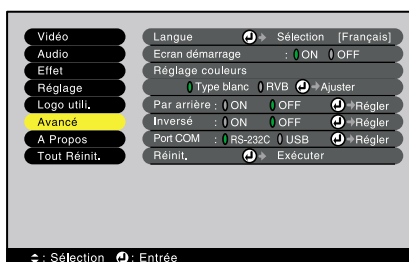 Vidéo
Audio
Effet
Réglage
Logo utili.
Avancé
A Propos
Tout Réinit.
Langue Sélection [Français]
Ecran démarrage : ON OFF
Réglage couleurs
Type blanc RVB Ajuster
Par arrière : ON OFF Régler
Inversé : ON OFF Régler
Port COM : RS-232C USB Régler
Réinit. Exécuter
: Sélection : Entrée